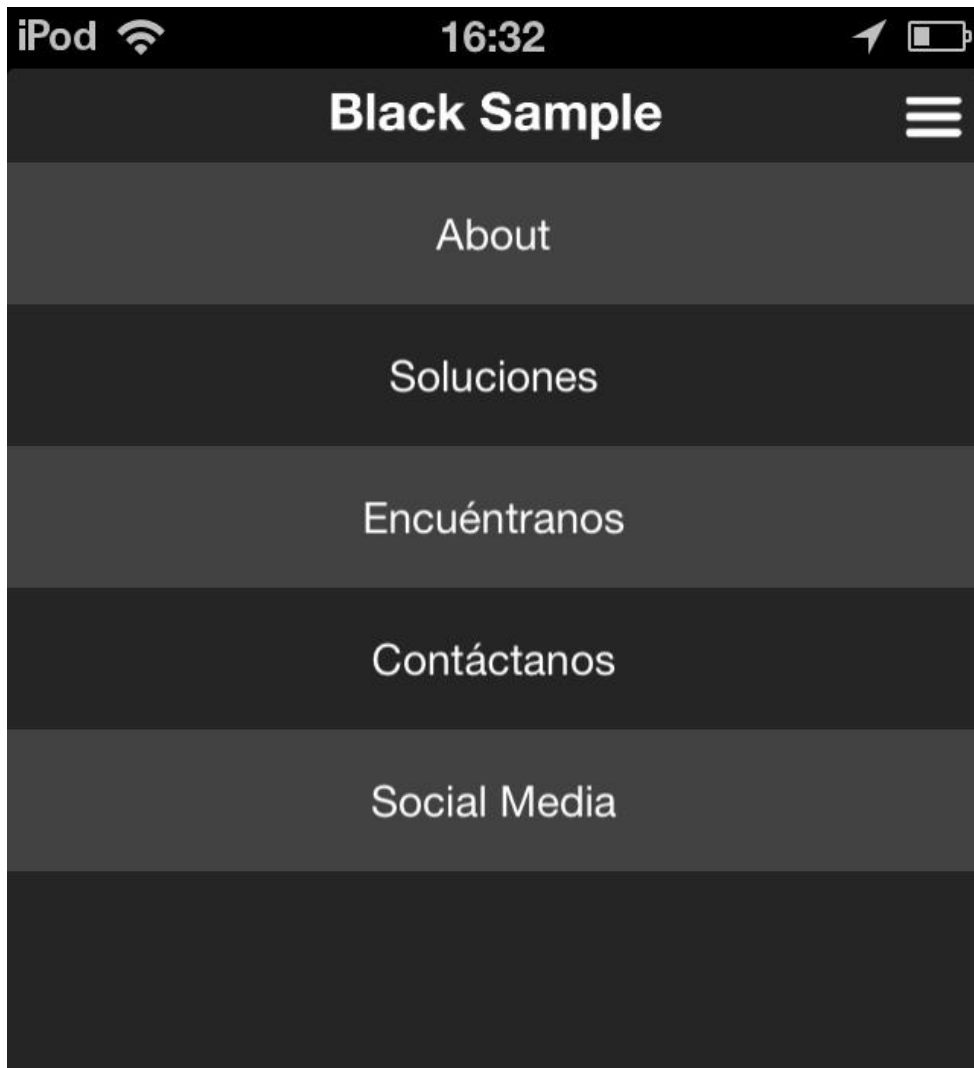 iPod 16:32
Black Sample
About
Soluciones
Encuéntranos
Contáctanos
Social Media